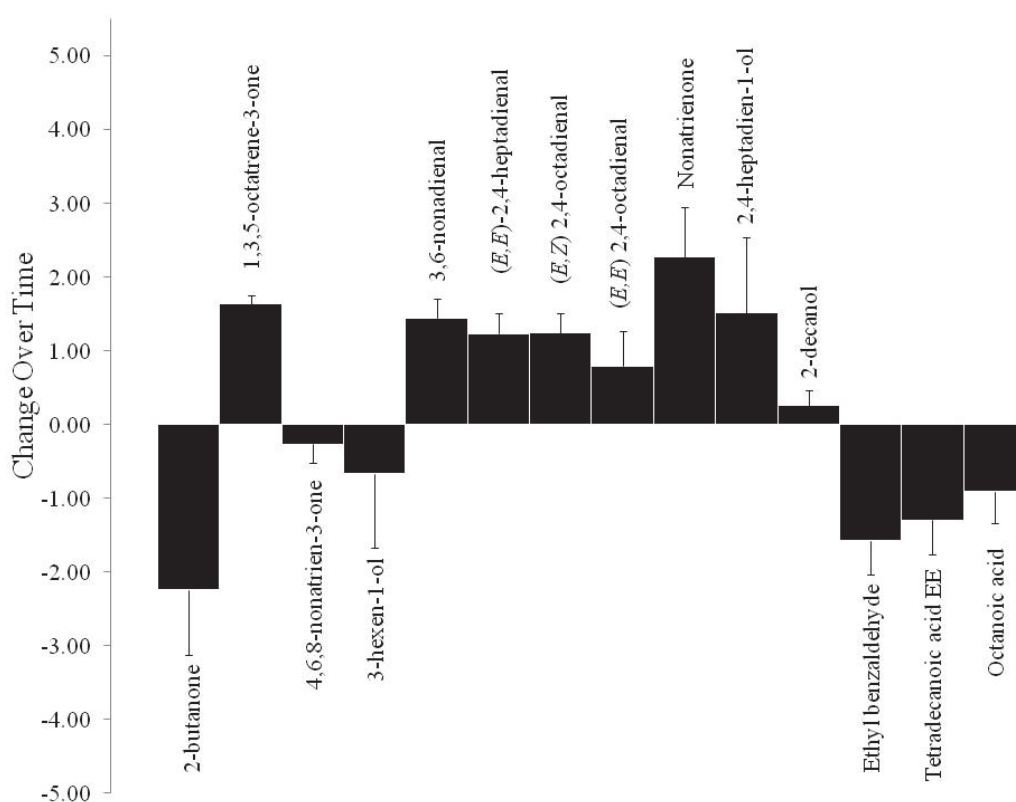 5.00
4.00
3.00
2.00
1.00
0.00
-1.00
-2.00
-3.00
-4.00
-5.00
Change Over Time
2-butanone
1,3,5-octatrene-3-one
4,6,8-nonatrien-3-one
3-hexen-1-ol
3,6-nonadienal
(E,E)-2,4-heptadienal
(E,Z) 2,4-octadienal
(E,E) 2,4-octadienal
Nonatrienone
2,4-heptadien-1-ol
2-decanol
Ethyl benzaldehyde
Tetradecanoic acid EE
Octanoic acid